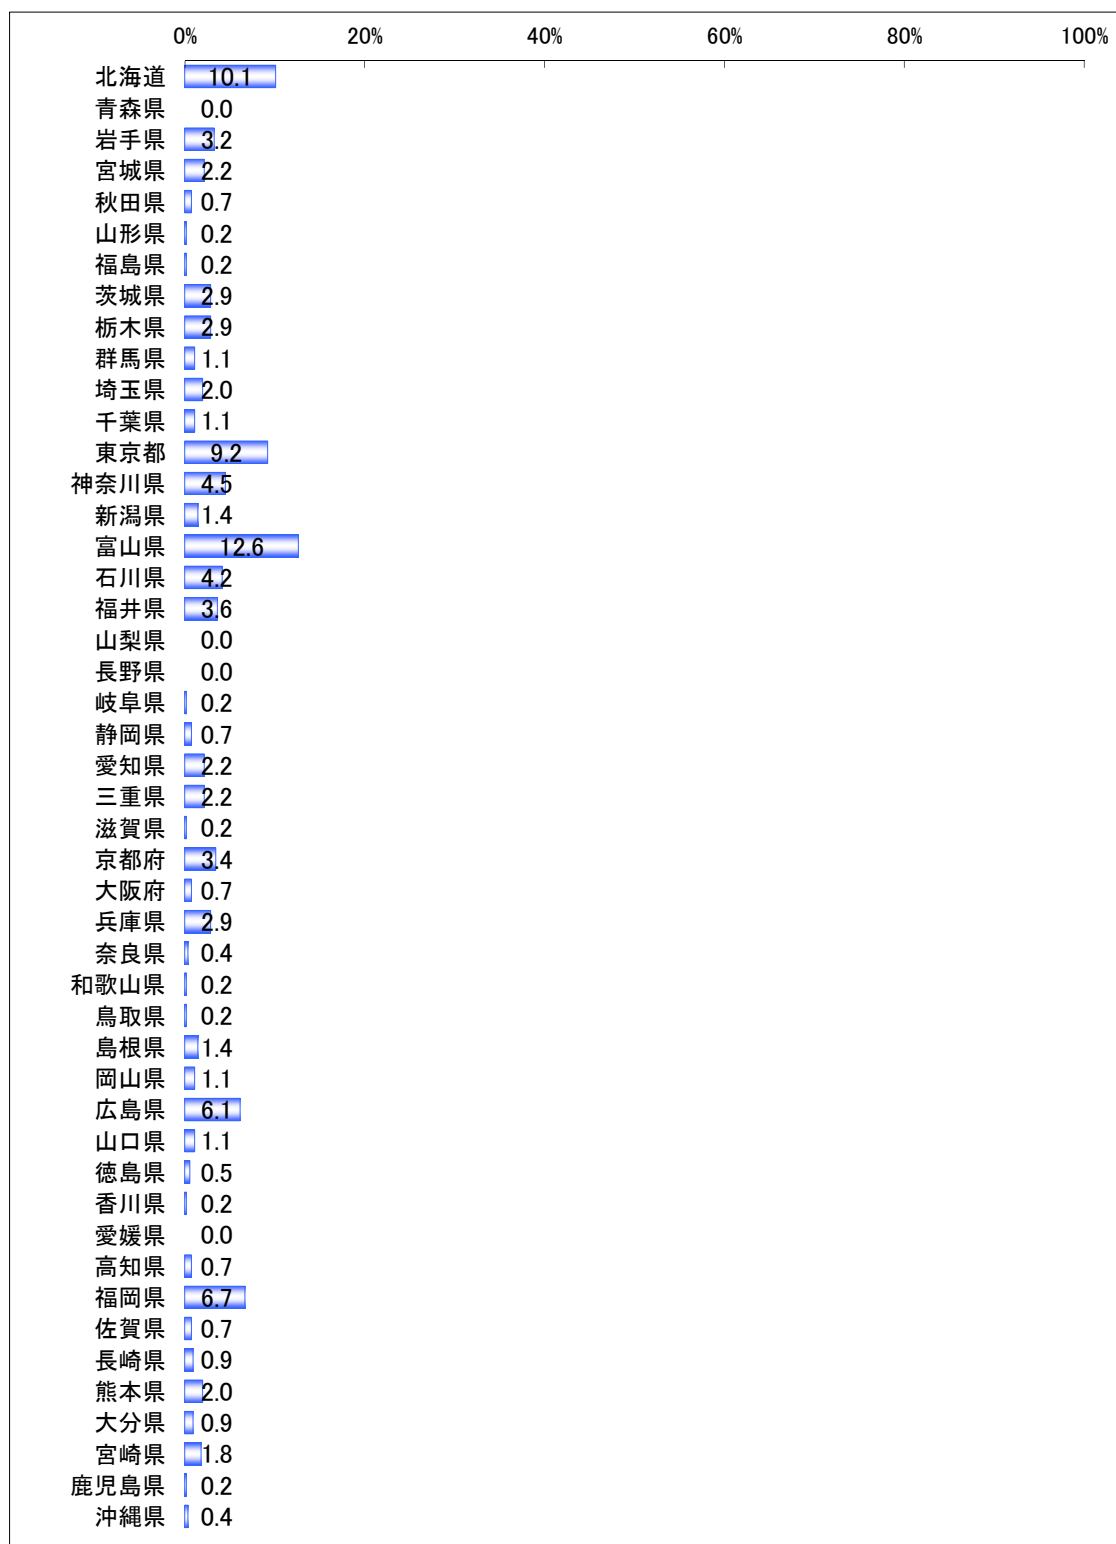 0% 20% 40% 60% 80% 100%
北海道 10.1
青森県 0.0
岩手県 3.2
宮城県 2.2
秋田県 0.7
山形県 0.2
福島県 0.2
茨城県 2.9
栃木県 2.9
群馬県 1.1
埼玉県 2.0
千葉県 1.1
東京都 9.2
神奈川県 4.5
新潟県 1.4
富山県 12.6
石川県 4.2
福井県 3.6
山梨県 0.0
長野県 0.0
岐阜県 0.2
静岡県 0.7
愛知県 2.2
三重県 2.2
滋賀県 0.2
京都府 3.4
大阪府 0.7
兵庫県 2.9
奈良県 0.4
和歌山県 0.2
鳥取県 0.2
島根県 1.4
岡山県 1.1
広島県 6.1
山口県 1.1
徳島県 0.5
香川県 0.2
愛媛県 0.0
高知県 0.7
福岡県 6.7
佐賀県 0.7
長崎県 0.9
熊本県 2.0
大分県 0.9
宮崎県 1.8
鹿児島県 0.2
沖縄県 0.4